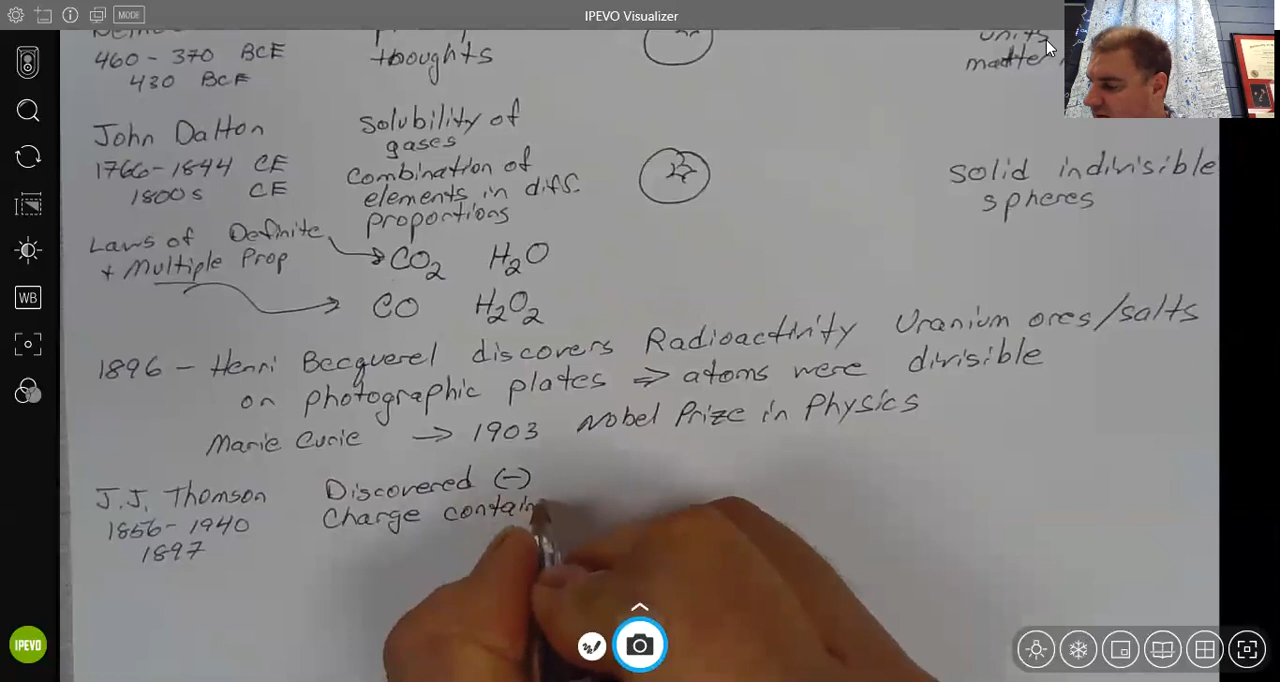 IPEVO Visualizer
MODE
460 - 370 BCE
430 BCE
thoughts
units
matter
John Dalton
1766-1844 CE
1800s CE
solubility of
gases
combination of
elements in diff.
proportions
solid indivisible
spheres
Laws of Definite
+ Multiple Prop
CO2 H2O
CO H2O2
1896 - Henri Becquerel discovers Radioactivity Uranium ores/salts
on photographic plates => atoms were divisible
Marie Curie -> 1903 Nobel Prize in Physics
J.J. Thomson
1856-1940
1897
Discovered (-)
Charge contain
WB
IPEVO